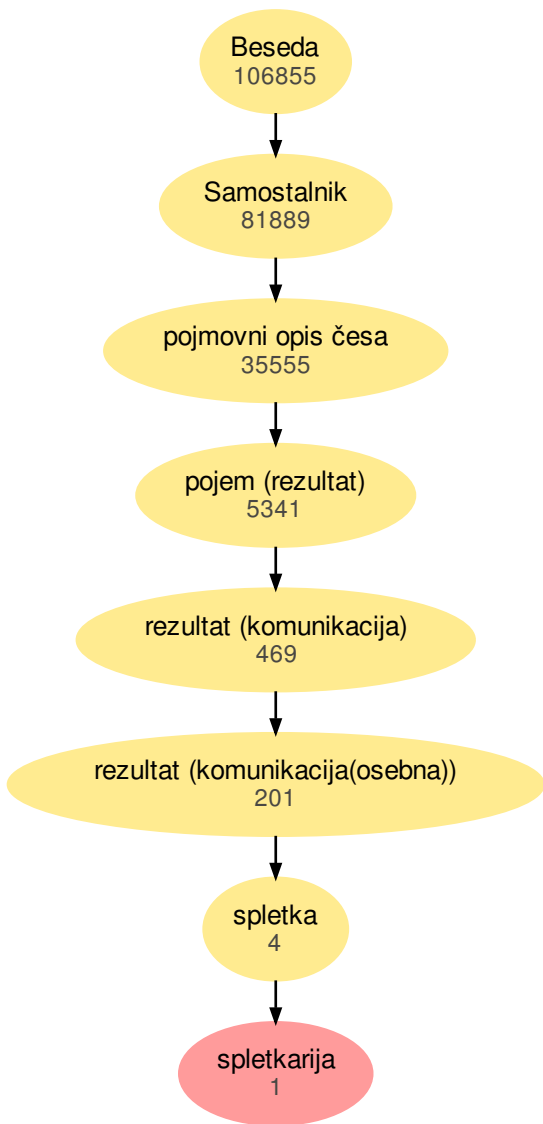 Beseda
106855
Samostalnik
81889
pojmovni opis česa
35555
pojem (rezultat)
5341
rezultat (komunikacija)
469
rezultat (komunikacija(osebna))
201
spletka
4
spletkarija
1